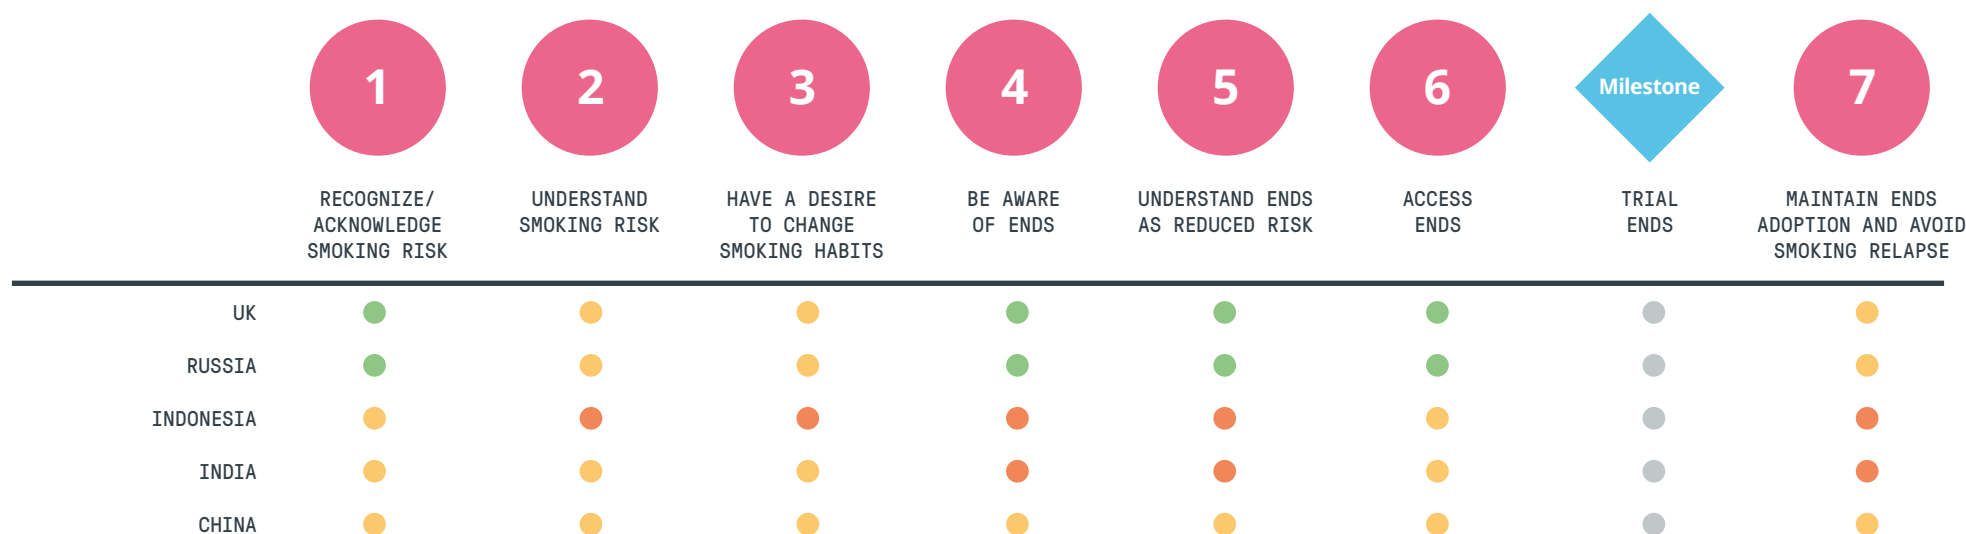 1
2
3
4
5
6
Milestone
7
RECOGNIZE/
ACKNOWLEDGE
SMOKING RISK
UNDERSTAND
SMOKING RISK
HAVE A DESIRE
TO CHANGE
SMOKING HABITS
BE AWARE
OF ENDS
UNDERSTAND ENDS
AS REDUCED RISK
ACCESS
ENDS
TRIAL
ENDS
MAINTAIN ENDS
ADOPTION AND AVOID
SMOKING RELAPSE
UK
RUSSIA
INDONESIA
INDIA
CHINA